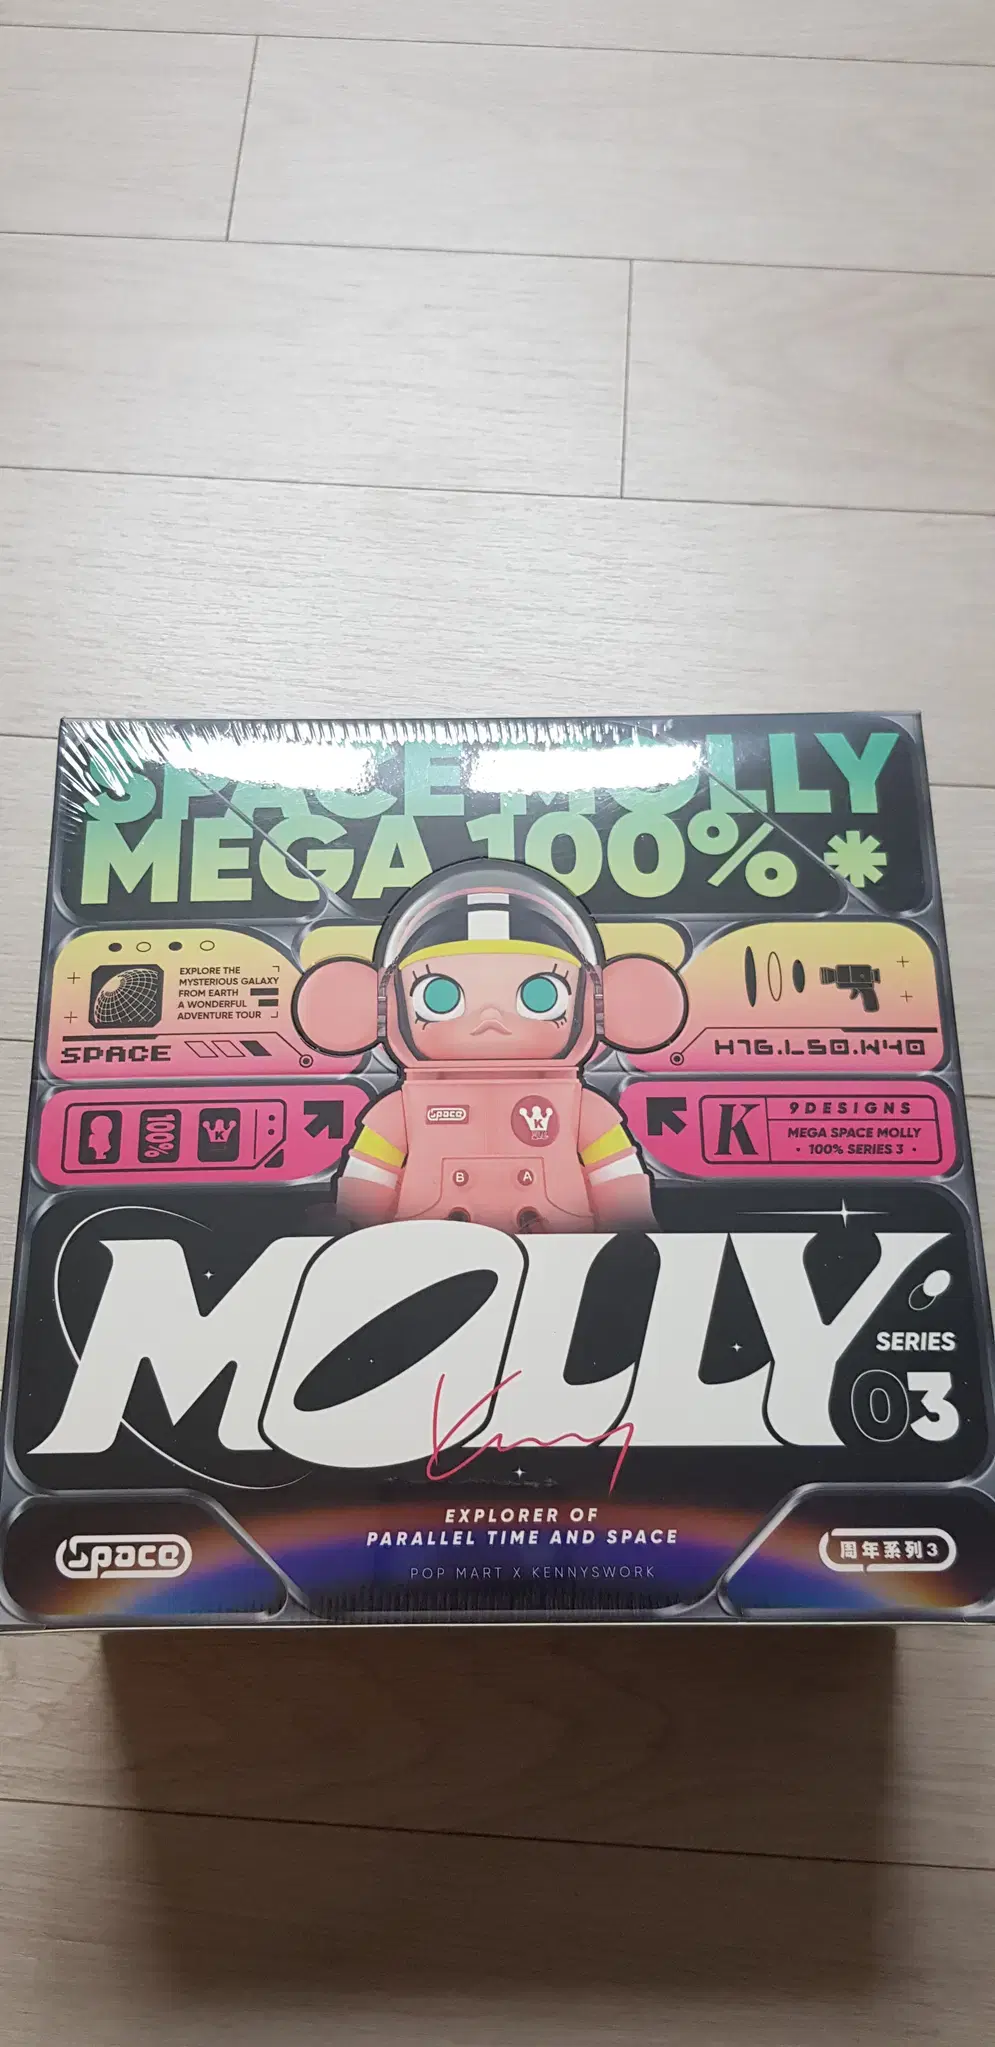 SPACE MOLLY
MEGA 100% *
EXPLORE THE
MYSTERIOUS GALAXY
FROM EARTH
A WONDERFUL
ADVENTURE TOUR
SPACE
H76.L50.W40
100%
K
space
K
B
A
K
9DESIGNS
MEGA SPACE MOLLY
· 100% SERIES 3 ·
MOLLY
SERIES
03
Kenny
EXPLORER OF
PARALLEL TIME AND SPACE
POP MART X KENNYSWORK
space
周年系列3